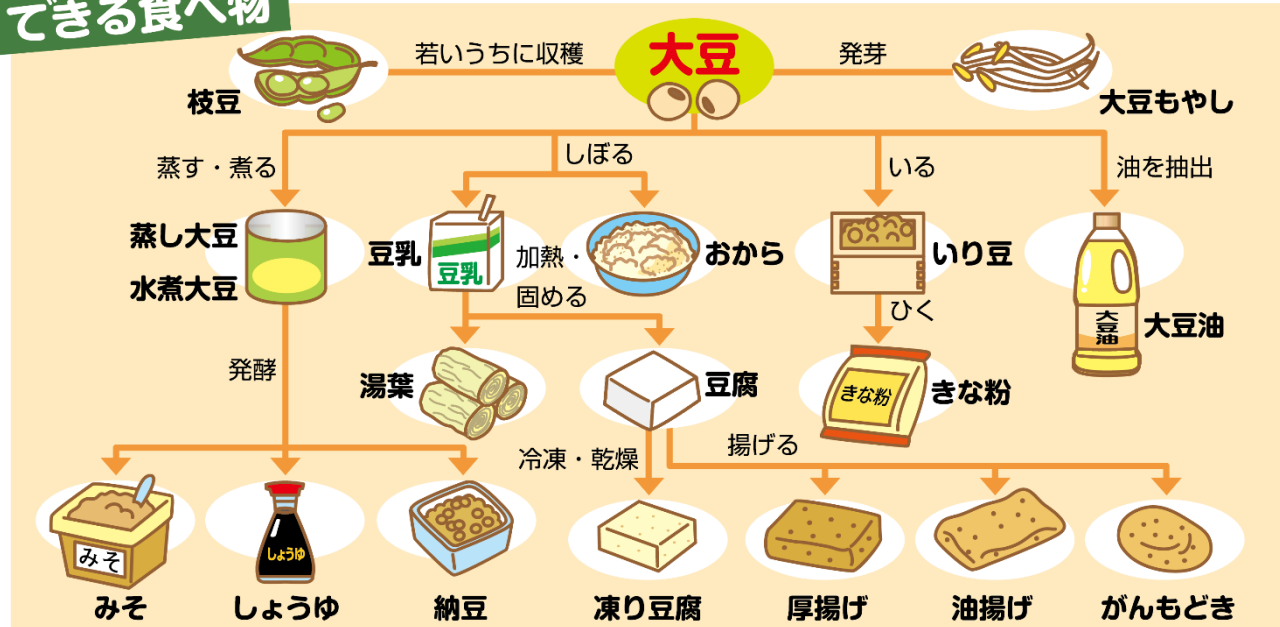 できる食べ物
大豆
若いうちに収穫
発芽
枝豆
大豆もやし
蒸す・煮る
しぼる
いる
油を抽出
蒸し大豆
水煮大豆
豆乳
豆乳
加熱・
固める
おから
いり豆
ひく
大豆油
大豆油
発酵
湯葉
豆腐
きな粉
きな粉
冷凍・乾燥
揚げる
みそ
しょうゆ
みそ
しょうゆ
納豆
凍り豆腐
厚揚げ
油揚げ
がんもどき